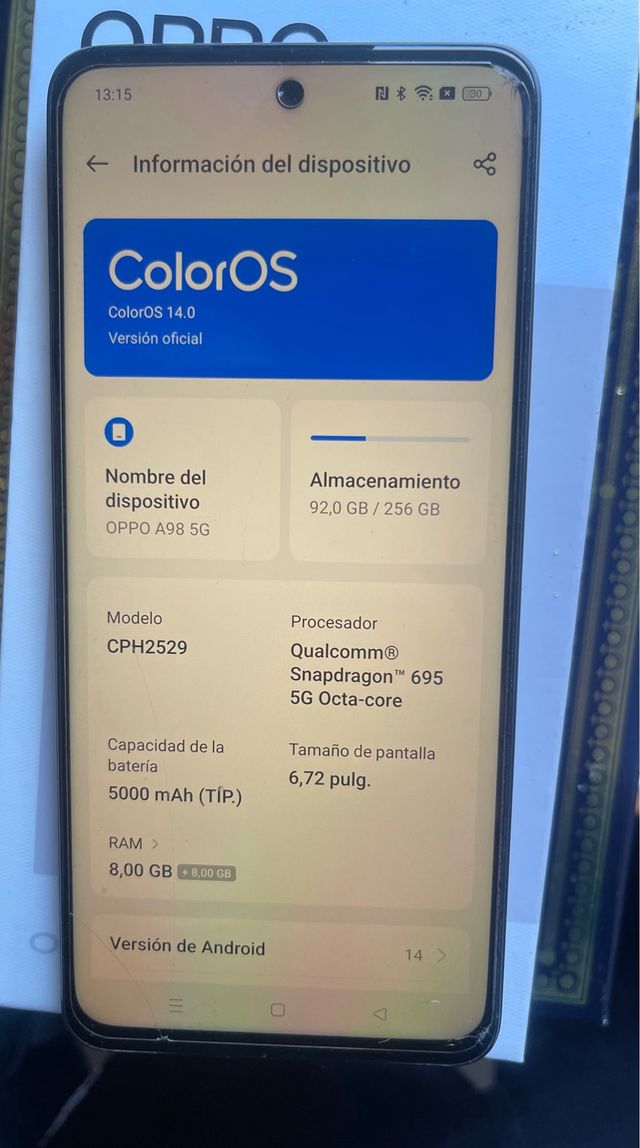 OPPO
13:15
30
Información del dispositivo
ColorOS
ColorOS 14.0
Versión oficial
Nombre del
dispositivo
OPPO A98 5G
Almacenamiento
92,0 GB / 256 GB
Modelo
CPH2529
Procesador
Qualcomm®
Snapdragon™ 695
5G Octa-core
Capacidad de la
batería
5000 mAh (TÍP.)
Tamaño de pantalla
6,72 pulg.
RAM >
8,00 GB + 8,00 GB
Versión de Android
14 >